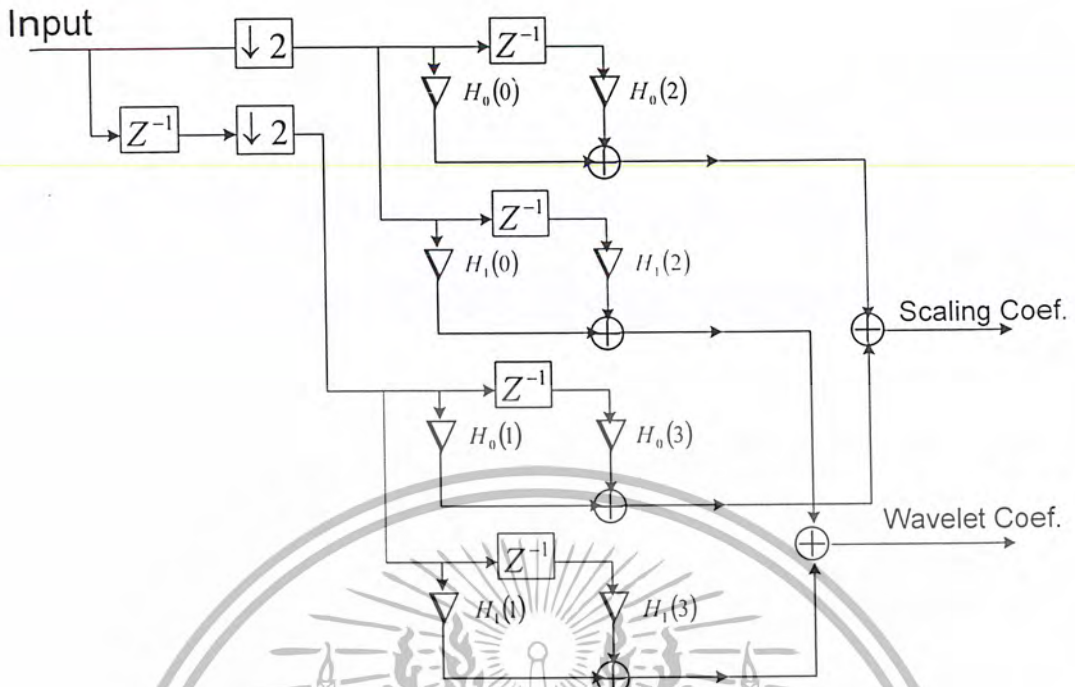 Input
↓ 2
Z⁻¹
H₀(0)
H₀(2)
Z⁻¹
↓ 2
Z⁻¹
H₁(0)
H₁(2)
Scaling Coef.
Z⁻¹
H₀(1)
H₀(3)
Wavelet Coef.
Z⁻¹
H₁(1)
H₁(3)